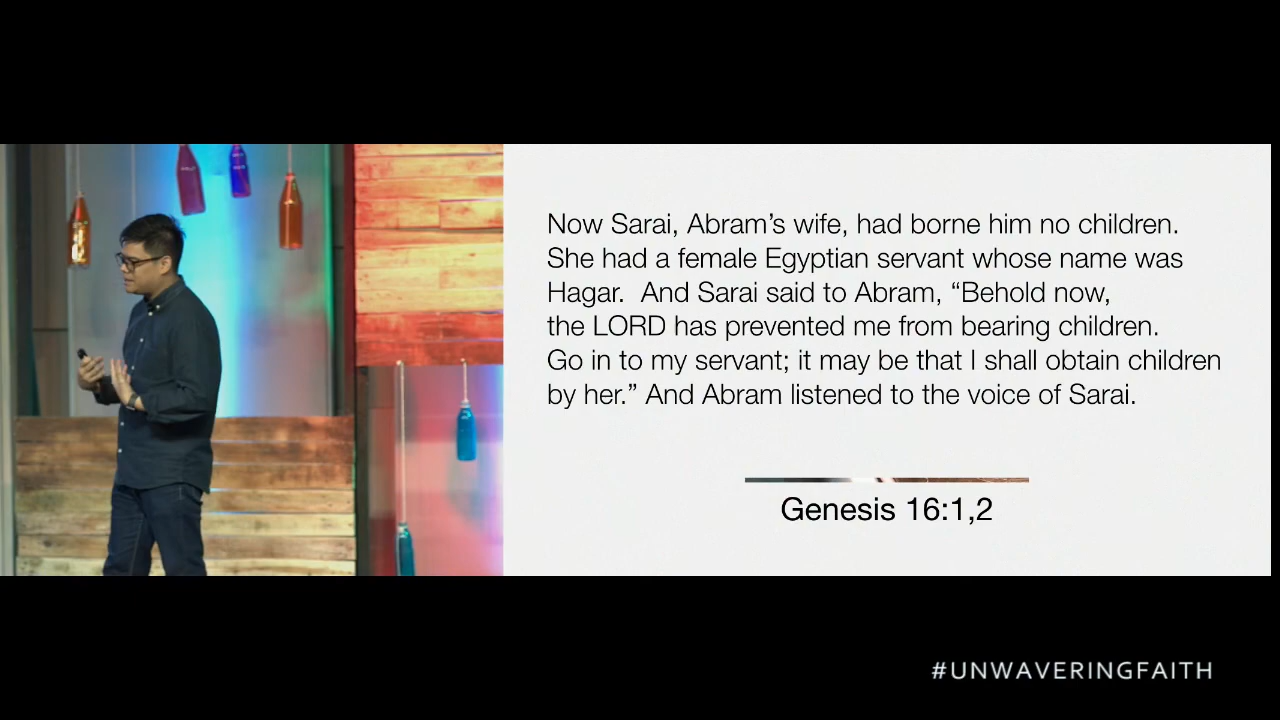 Now Sarai, Abram’s wife, had borne him no children.
She had a female Egyptian servant whose name was
Hagar.  And Sarai said to Abram, “Behold now,
the LORD has prevented me from bearing children.
Go in to my servant; it may be that I shall obtain children
by her.” And Abram listened to the voice of Sarai.
Genesis 16:1,2
#UNWAVERINGFAITH